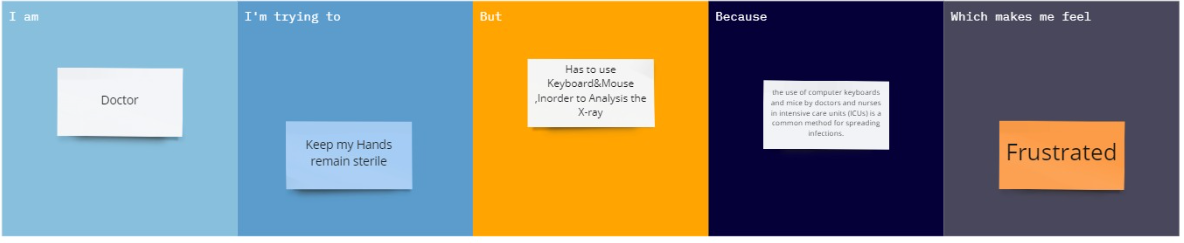 I am
Doctor
I'm trying to
Keep my Hands
remain sterile
But
Has to use
Keyboard&Mouse
,Inorder to Analysis the
X-ray
Because
the use of computer keyboards
and mice by doctors and nurses
in intensive care units (ICUs) is a
common method for spreading
infections.
Which makes me feel
Frustrated